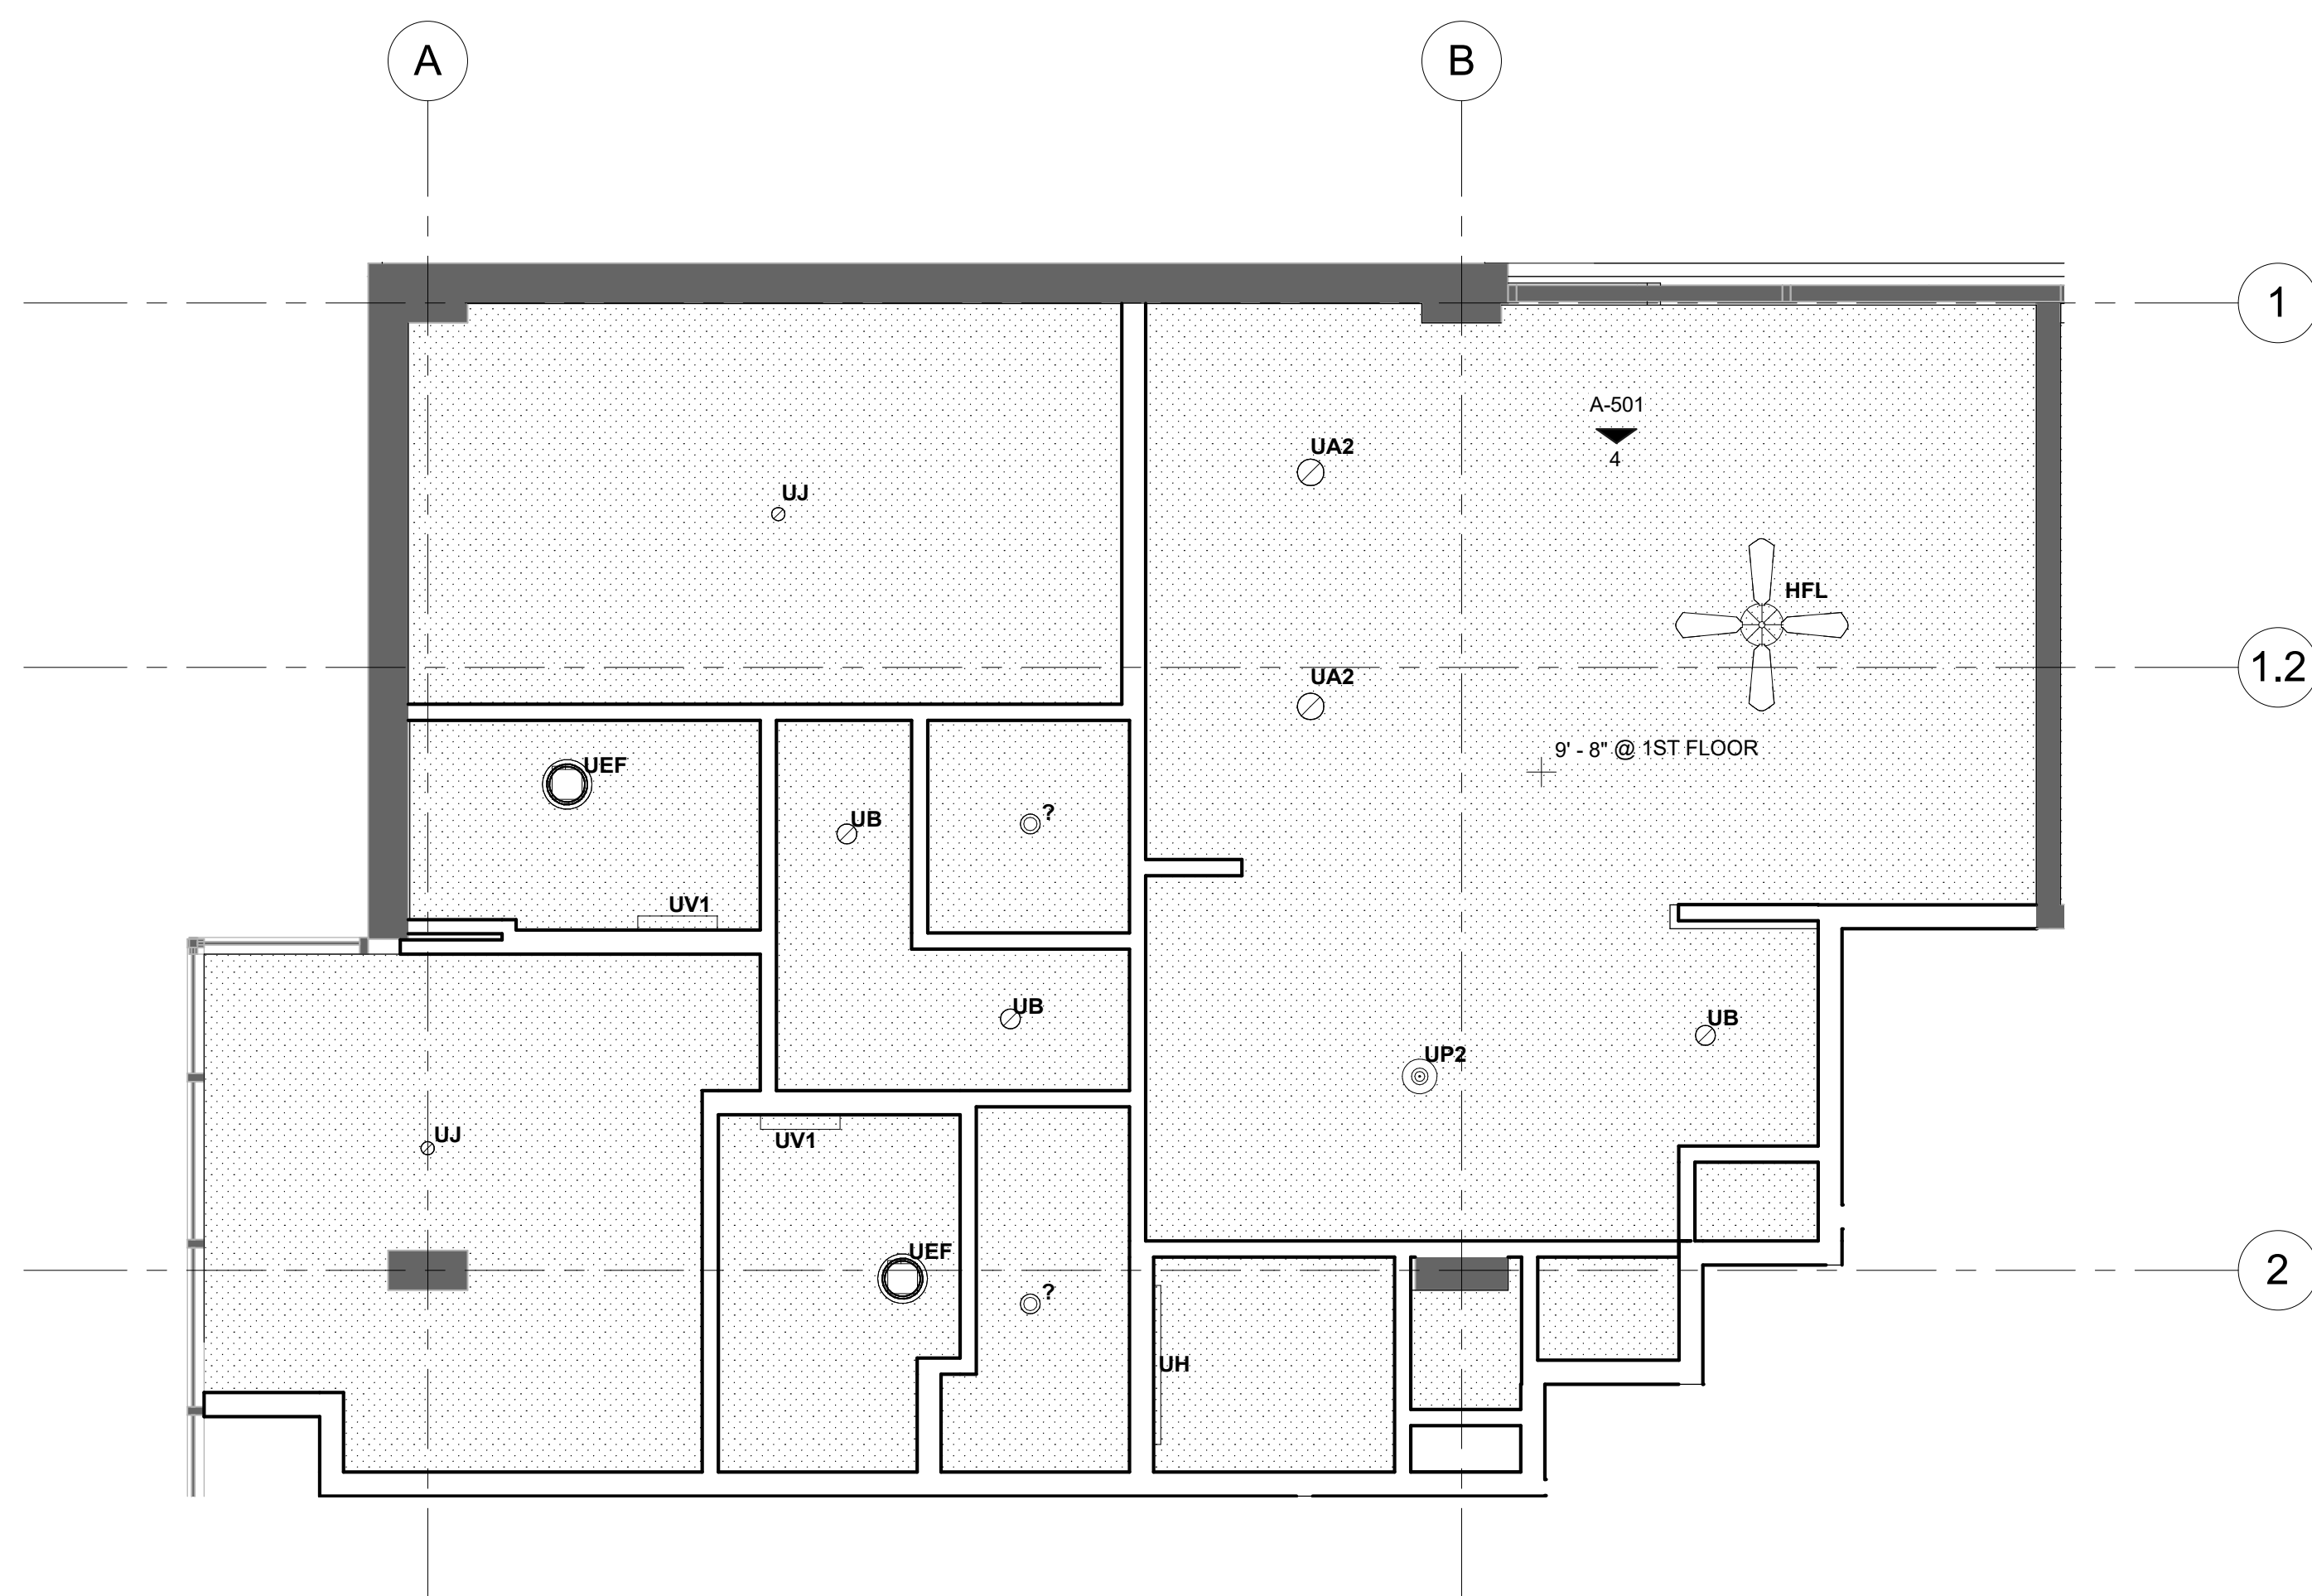 A
B
1
A-501
4
UA2
UJ
HFL
1.2
UA2
9' - 8" @ 1ST FLOOR
UEF
?
UB
UV1
UB
UB
UP2
UJ
UV1
UEF
2
?
UH